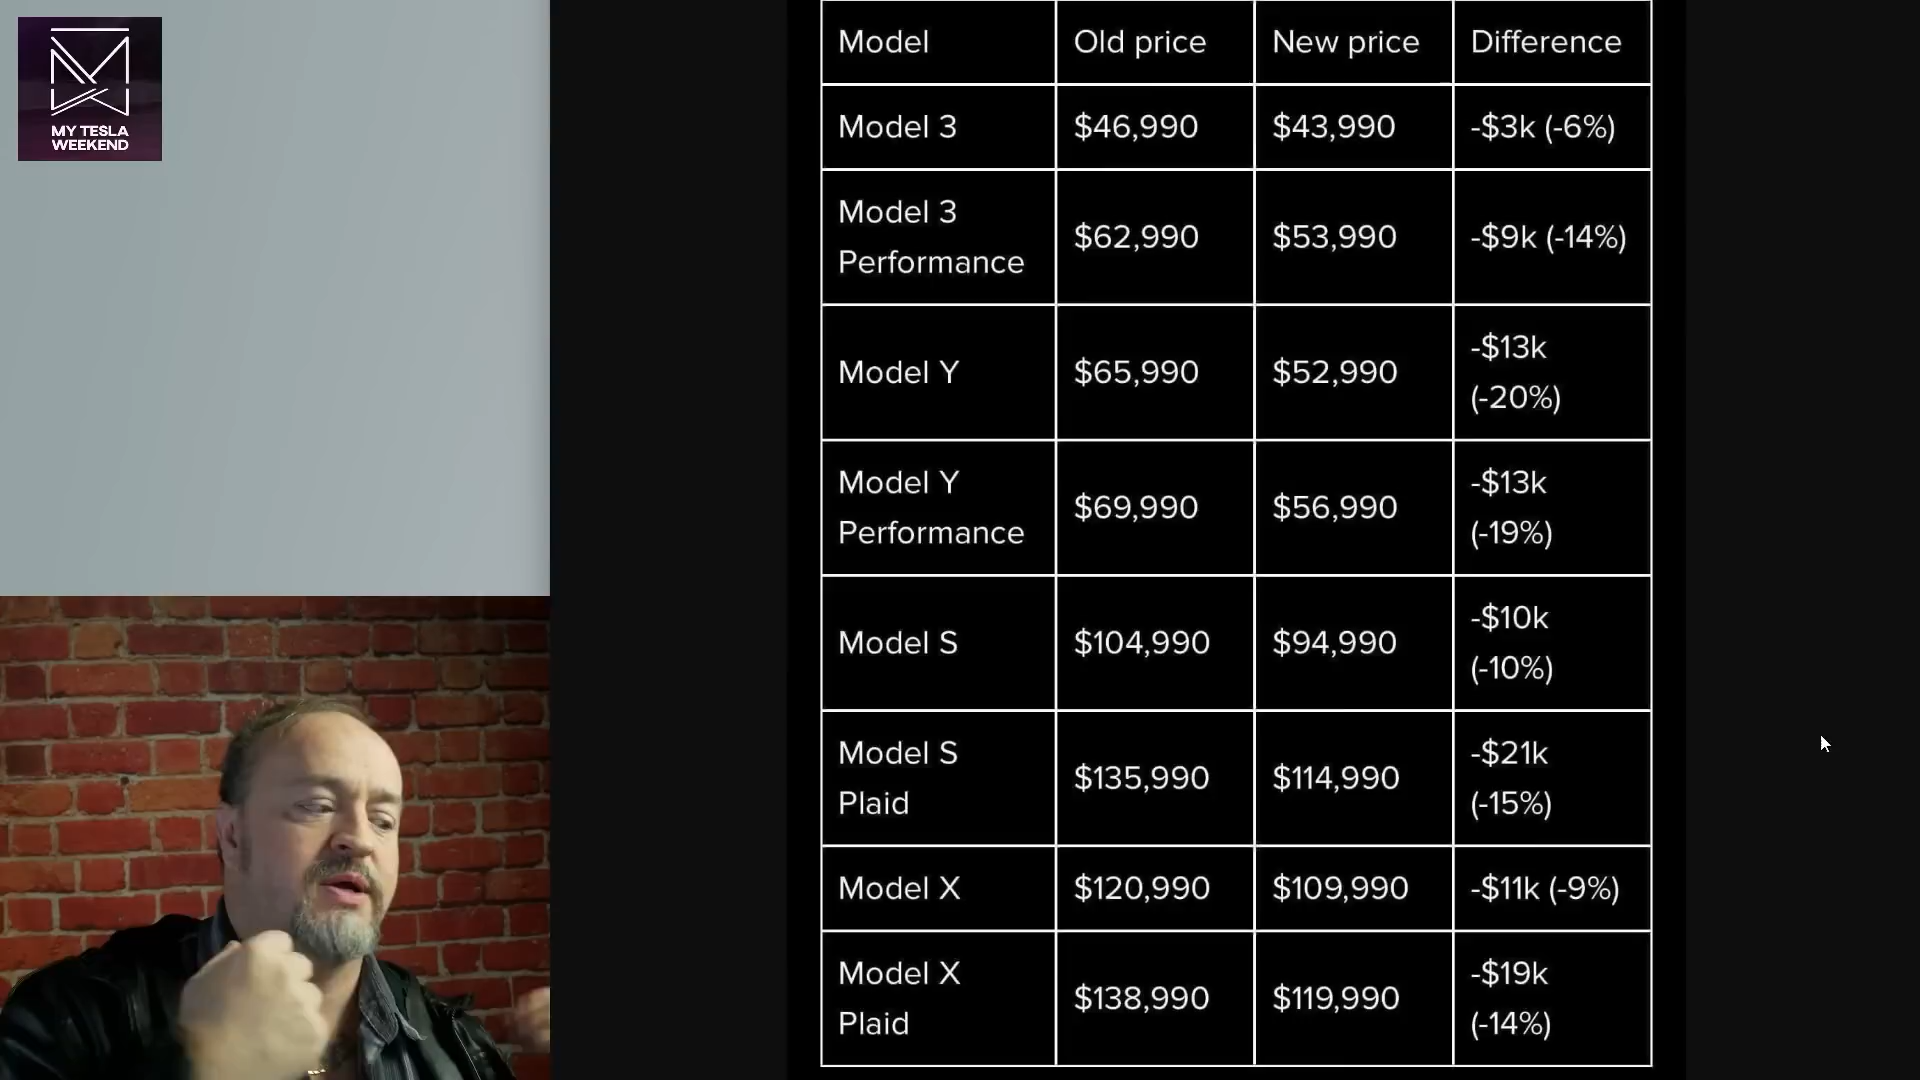 MY TESLA
WEEKEND
Model Old price New price Difference
Model 3 $46,990 $43,990 -$3k (-6%)
Model 3
Performance $62,990 $53,990 -$9k (-14%)
Model Y $65,990 $52,990 -$13k
(-20%)
Model Y
Performance $69,990 $56,990 -$13k
(-19%)
Model S $104,990 $94,990 -$10k
(-10%)
Model S
Plaid $135,990 $114,990 -$21k
(-15%)
Model X $120,990 $109,990 -$11k (-9%)
Model X
Plaid $138,990 $119,990 -$19k
(-14%)